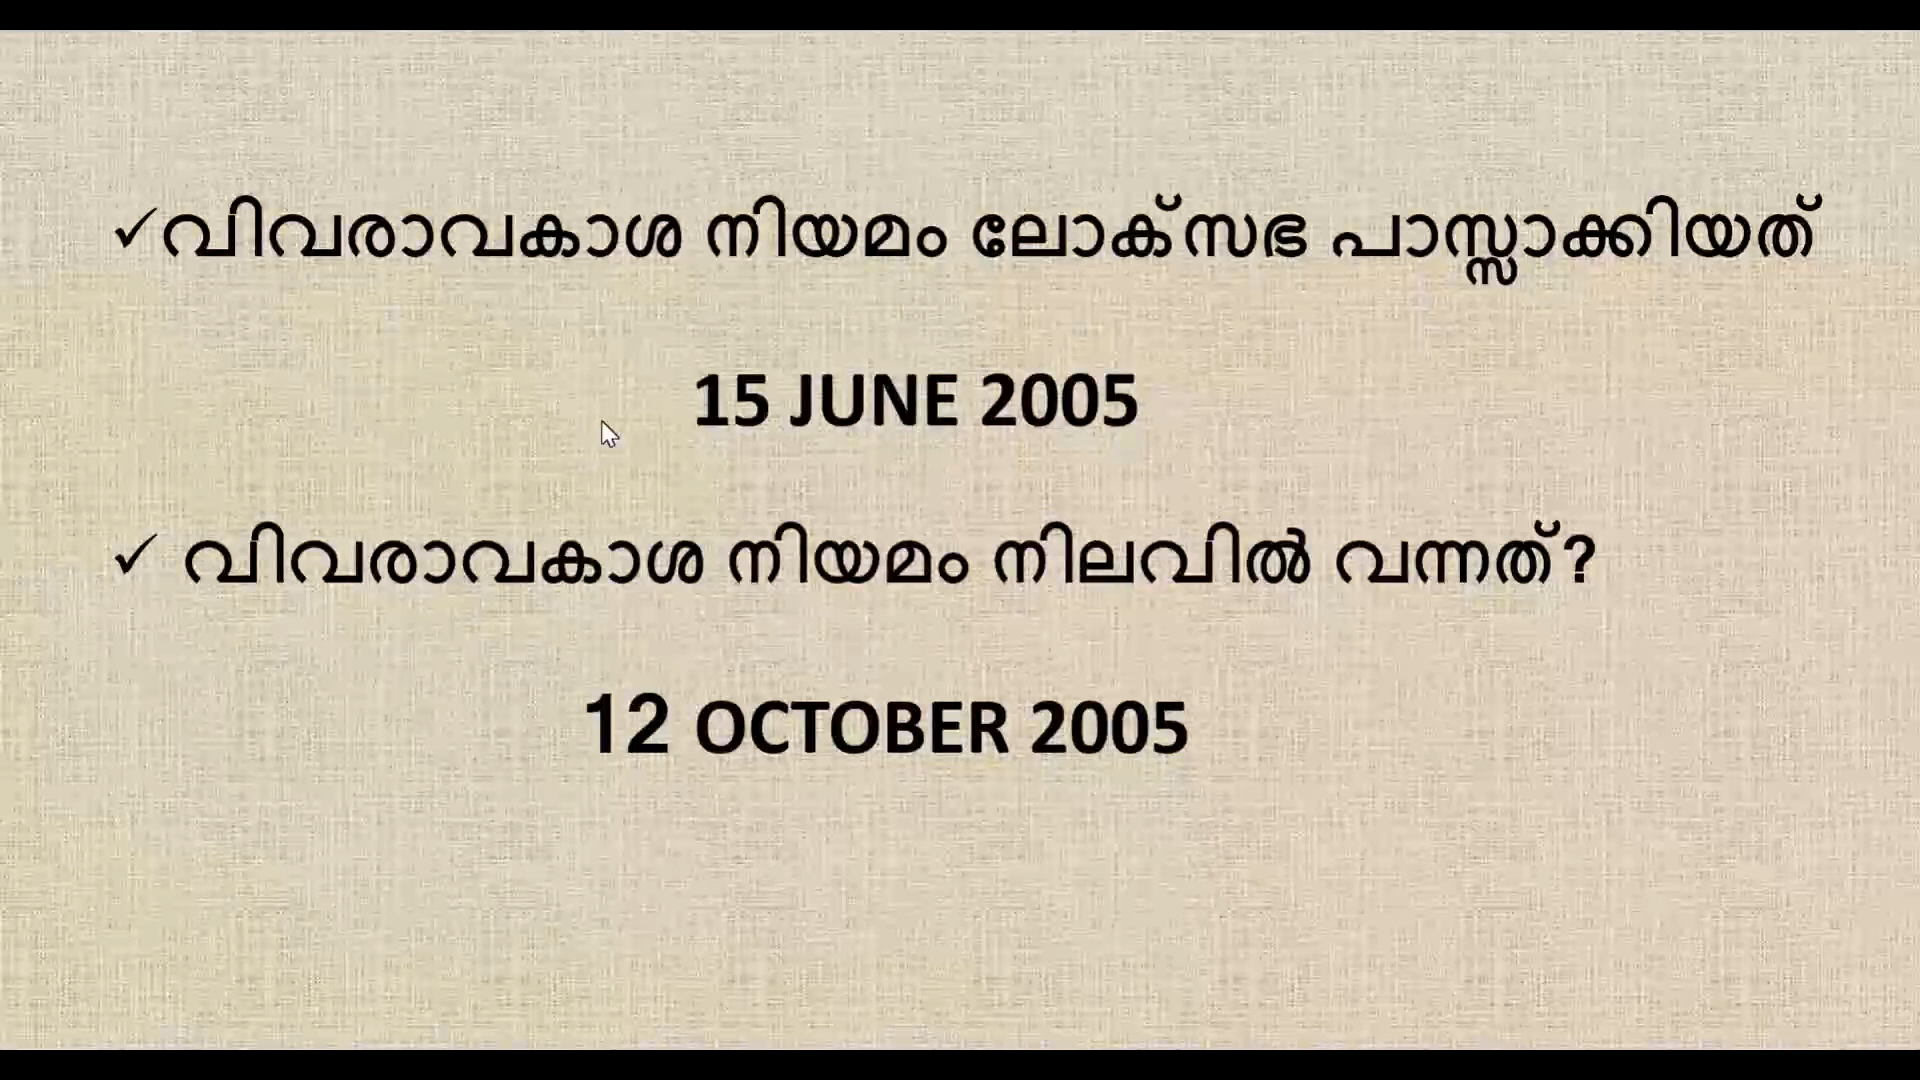 ✓വിവരാവകാശ നിയമം ലോക്സഭ പാസ്സാക്കിയത്
15 JUNE 2005
✓ വിവരാവകാശ നിയമം നിലവിൽ വന്നത്?
12 OCTOBER 2005